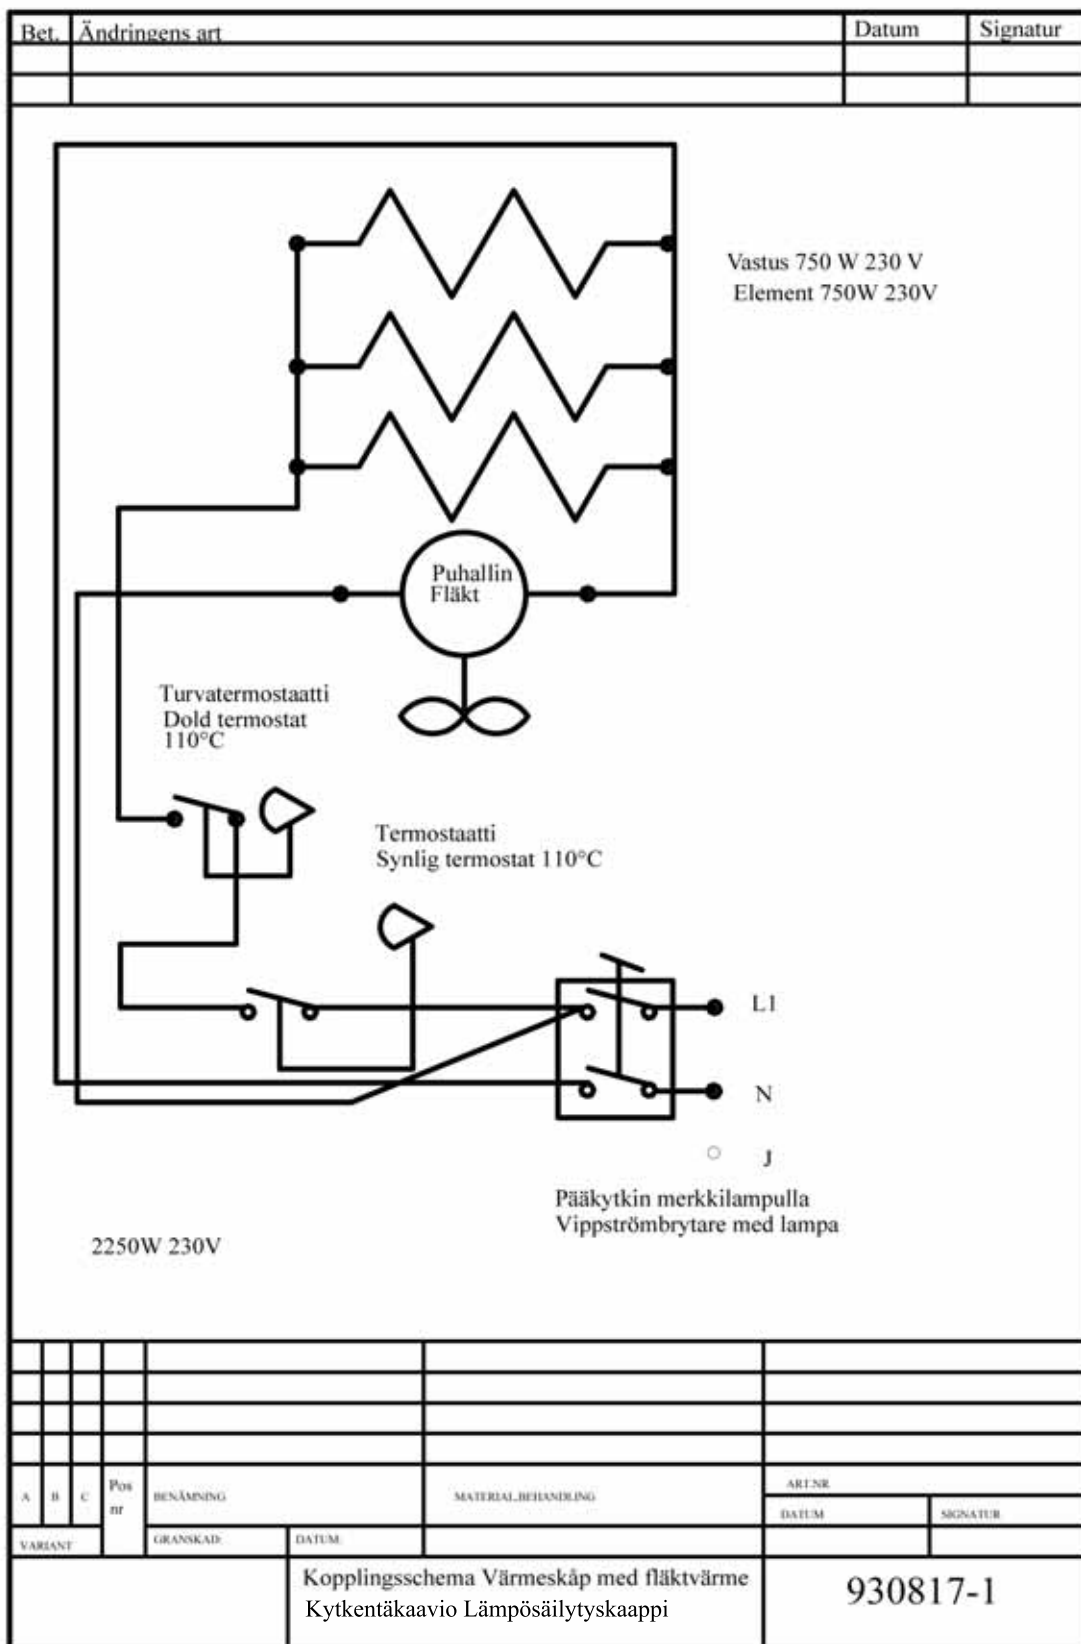 Bet. Ändringens art Datum Signatur
Vastus 750 W 230 V
Element 750W 230V
Puhallin
Fläkt
Turvatermostaatti
Dold termostat
110°C
Termostaatti
Synlig termostat 110°C
L1
N
J
Pääkytkin merkkilampulla
Vippströmbrytare med lampa
2250W 230V
A B C Pos nr BENÄMNING MATERIAL,BEHANDLING ART.NR
DATUM SIGNATUR
VARIANT GRANSKAD: DATUM:
Kopplingsschema Värmeskåp med fläktvärme
Kytkentäkaavio Lämpösäilytyskaappi
930817-1